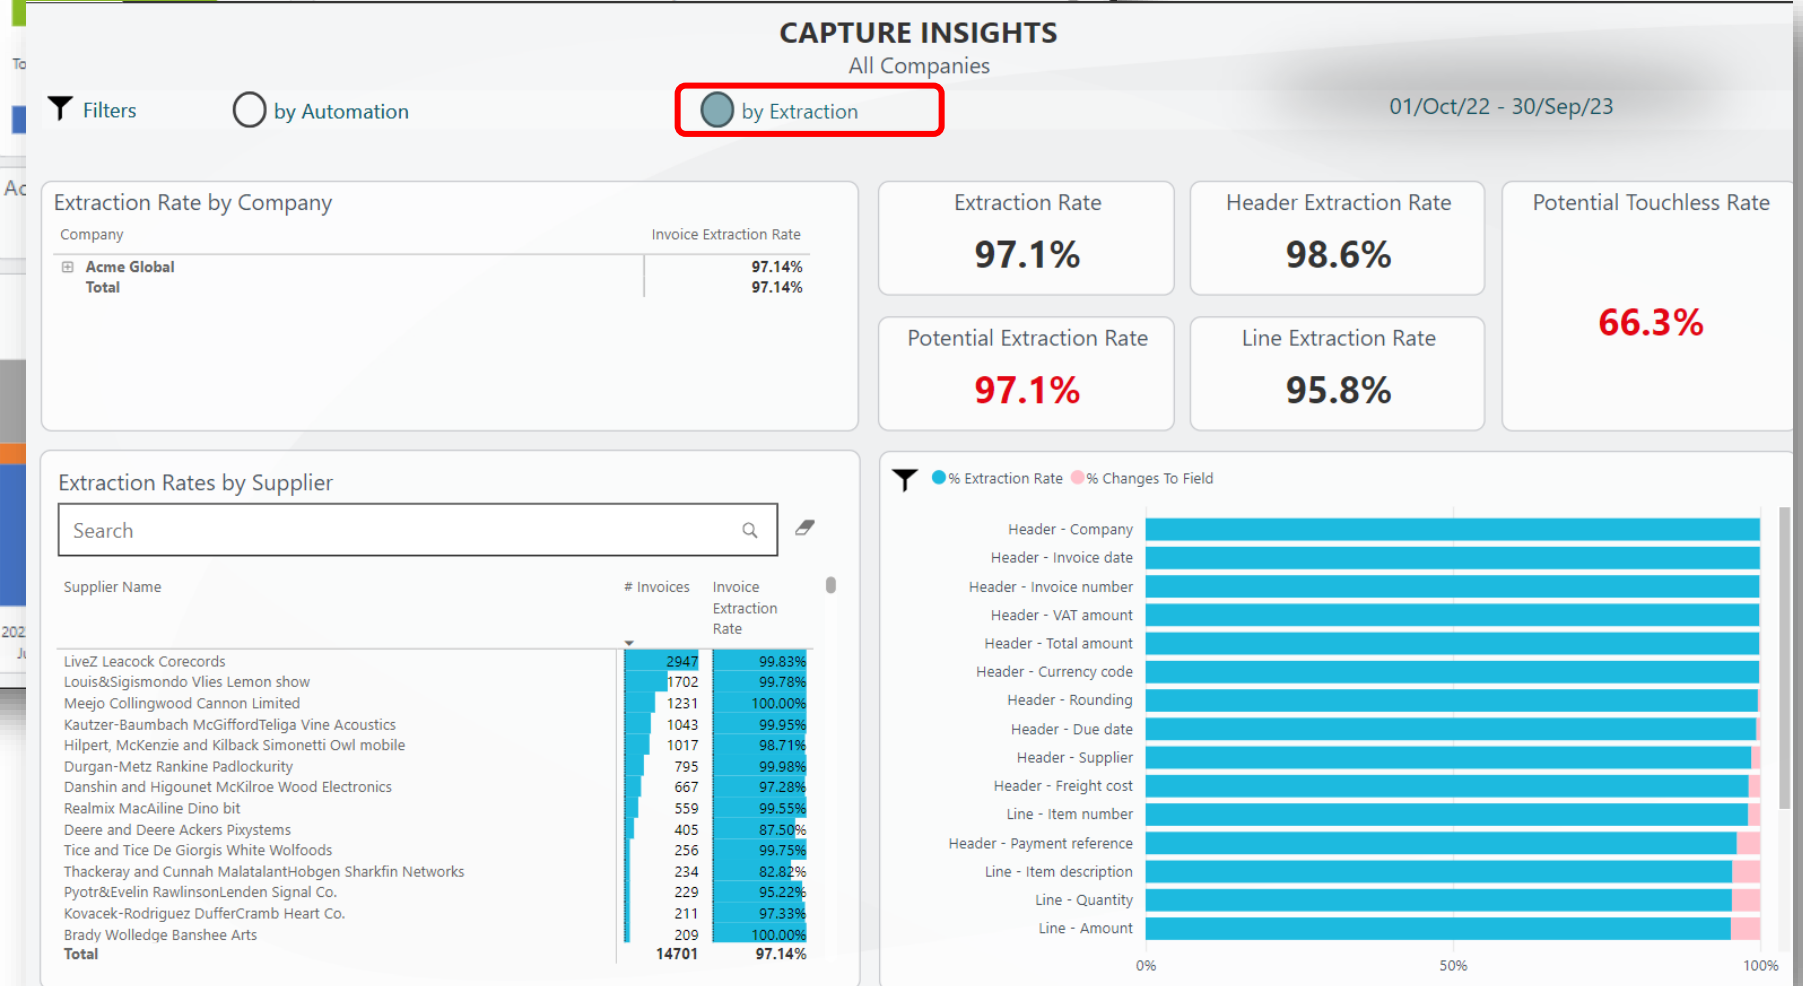 CAPTURE INSIGHTS
All Companies
Filters
by Automation
by Extraction
01/Oct/22 - 30/Sep/23
Extraction Rate by Company
Company Invoice Extraction Rate
Acme Global 97.14%
Total 97.14%
Extraction Rate
97.1%
Header Extraction Rate
98.6%
Potential Touchless Rate
66.3%
Potential Extraction Rate
97.1%
Line Extraction Rate
95.8%
Extraction Rates by Supplier
Search
Supplier Name # Invoices Invoice
Extraction
Rate
LiveZ Leacock Corecords 2947 99.83%
Louis&Sigismondo Vlies Lemon show 1702 99.78%
Meejo Collingwood Cannon Limited 1231 100.00%
Kautzer-Baumbach McGiffordTeliga Vine Acoustics 1043 99.95%
Hilpert, McKenzie and Kilback Simonetti Owl mobile 1017 98.71%
Durgan-Metz Rankine Padlockurity 795 99.98%
Danshin and Higounet McKilroe Wood Electronics 667 97.28%
Realmix MacAiline Dino bit 559 99.55%
Deere and Deere Ackers Pixystems 405 87.50%
Tice and Tice De Giorgis White Wolfoods 256 99.75%
Thackeray and Cunnah MalatalantHobgen Sharkfin Networks 234 82.82%
Pyotr&Evelin RawlinsonLenden Signal Co. 229 95.22%
Kovacek-Rodriguez DufferCramb Heart Co. 211 97.33%
Brady Wolledge Banshee Arts 209 100.00%
Total 14701 97.14%
% Extraction Rate % Changes To Field
Header - Company
Header - Invoice date
Header - Invoice number
Header - VAT amount
Header - Total amount
Header - Currency code
Header - Rounding
Header - Due date
Header - Supplier
Header - Freight cost
Line - Item number
Header - Payment reference
Line - Item description
Line - Quantity
Line - Amount
0% 50% 100%